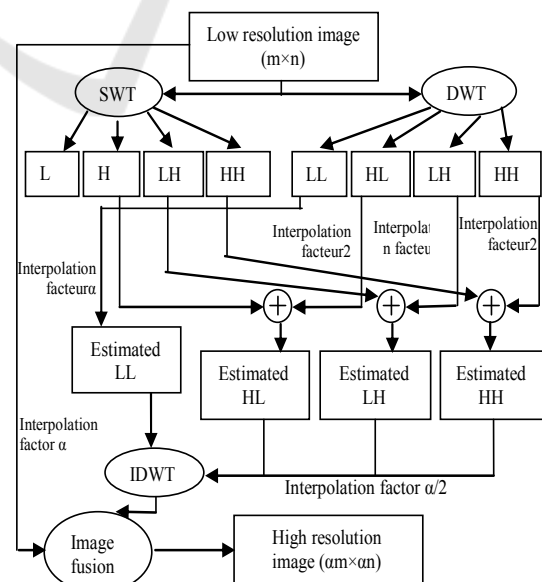 Low resolution image
(m×n)
SWT
DWT
L
H
LH
HH
LL
HL
LH
HH
Interpolation
facteur2
n facteu
Interpolation
facteur2
Interpolation
facteurα
Estimated
LL
Estimated
HL
Estimated
LH
Estimated
HH
Interpolation
factor α
IDWT
Interpolation factor α/2
Image
fusion
High resolution
image (αm×αn)